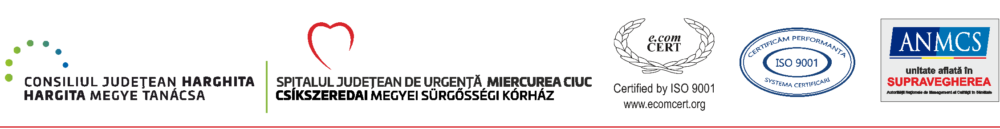 CONSILIUL JUDEȚEAN HARGHITA
HARGITA MEGYE TANÁCSA
SPITALUL JUDEȚEAN DE URGENȚĂ MIERCUREA CIUC
CSÍKSZEREDAI MEGYEI SÜRGŐSSÉGI KÓRHÁZ
e.com
CERT
Certified by ISO 9001
www.ecomcert.org
CERTIFICĂM PERFORMANȚA
ISO 9001
SYSTEMA CERTIFICARI
ANMCS
unitate aflată în
SUPRAVEGHEREA
Autorității Naționale de Management al Calității în Sănătate